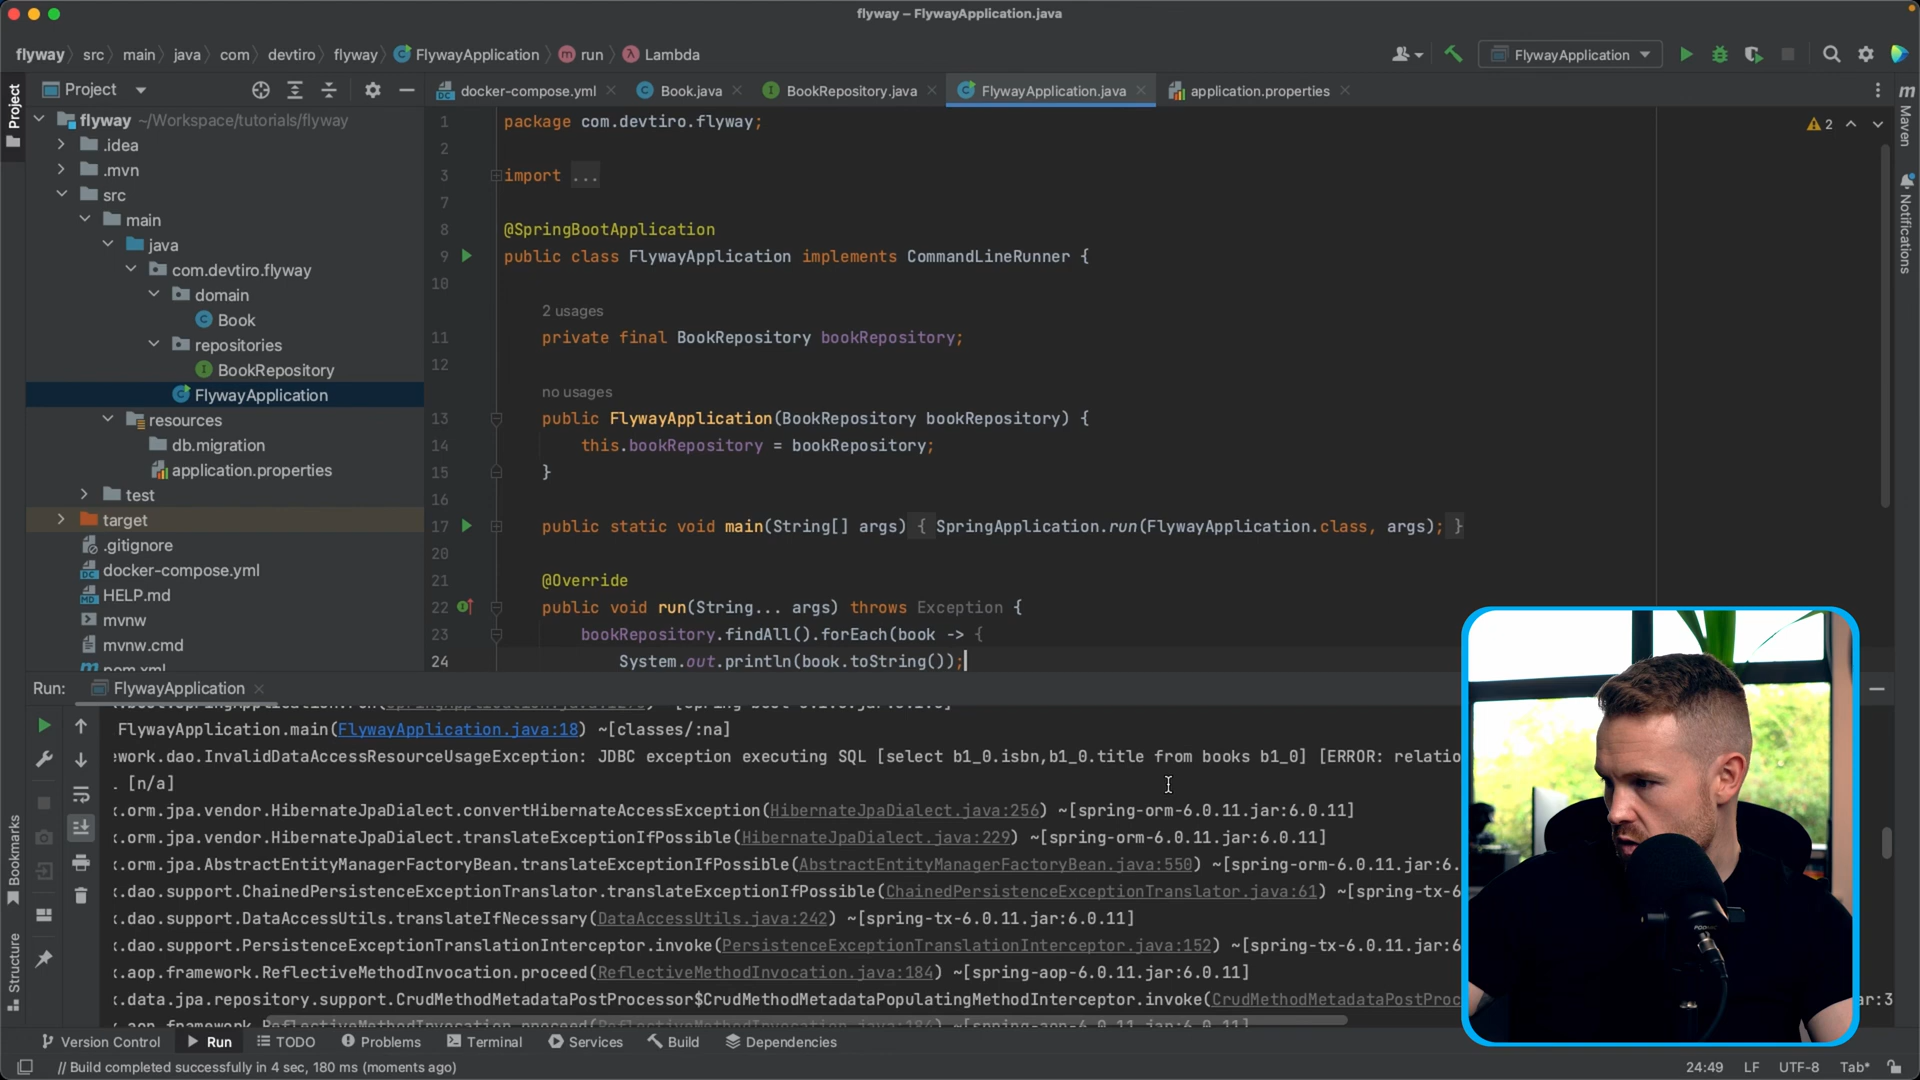 flyway – FlywayApplication.java
flyway src main java com devtiro flyway FlywayApplication run Lambda
FlywayApplication
Project
docker-compose.yml Book.java BookRepository.java FlywayApplication.java application.properties
Project
Bookmarks
Structure
Maven
Notifications
flyway ~/Workspace/tutorials/flyway
.idea
.mvn
src
main
java
com.devtiro.flyway
domain
Book
repositories
BookRepository
FlywayApplication
resources
db.migration
application.properties
test
target
.gitignore
docker-compose.yml
HELP.md
mvnw
mvnw.cmd
pom.xml
2
1 package com.devtiro.flyway;
2
3 import ...
7
8 @SpringBootApplication
9 public class FlywayApplication implements CommandLineRunner {
10
2 usages
11 private final BookRepository bookRepository;
12
no usages
13 public FlywayApplication(BookRepository bookRepository) {
14 this.bookRepository = bookRepository;
15 }
16
17 public static void main(String[] args) { SpringApplication.run(FlywayApplication.class, args); }
20
21 @Override
22 public void run(String... args) throws Exception {
23 bookRepository.findAll().forEach(book -> {
24 System.out.println(book.toString());
Run: FlywayApplication
FlywayApplication.main(FlywayApplication.java:18) ~[classes/:na]
work.dao.InvalidDataAccessResourceUsageException: JDBC exception executing SQL [select b1_0.isbn,b1_0.title from books b1_0] [ERROR: relatio
. [n/a]
.orm.jpa.vendor.HibernateJpaDialect.convertHibernateAccessException(HibernateJpaDialect.java:256) ~[spring-orm-6.0.11.jar:6.0.11]
.orm.jpa.vendor.HibernateJpaDialect.translateExceptionIfPossible(HibernateJpaDialect.java:229) ~[spring-orm-6.0.11.jar:6.0.11]
.orm.jpa.AbstractEntityManagerFactoryBean.translateExceptionIfPossible(AbstractEntityManagerFactoryBean.java:550) ~[spring-orm-6.0.11.jar:6.
.dao.support.ChainedPersistenceExceptionTranslator.translateExceptionIfPossible(ChainedPersistenceExceptionTranslator.java:61) ~[spring-tx-6
.dao.support.DataAccessUtils.translateIfNecessary(DataAccessUtils.java:242) ~[spring-tx-6.0.11.jar:6.0.11]
.dao.support.PersistenceExceptionTranslationInterceptor.invoke(PersistenceExceptionTranslationInterceptor.java:152) ~[spring-tx-6.0.11.jar:6
.aop.framework.ReflectiveMethodInvocation.proceed(ReflectiveMethodInvocation.java:184) ~[spring-aop-6.0.11.jar:6.0.11]
.data.jpa.repository.support.CrudMethodMetadataPostProcessor$CrudMethodMetadataPopulatingMethodInterceptor.invoke(CrudMethodMetadataPostProc ar:3
Version Control Run TODO Problems Terminal Services Build Dependencies
// Build completed successfully in 4 sec, 180 ms (moments ago) 24:49 LF UTF-8 Tab*